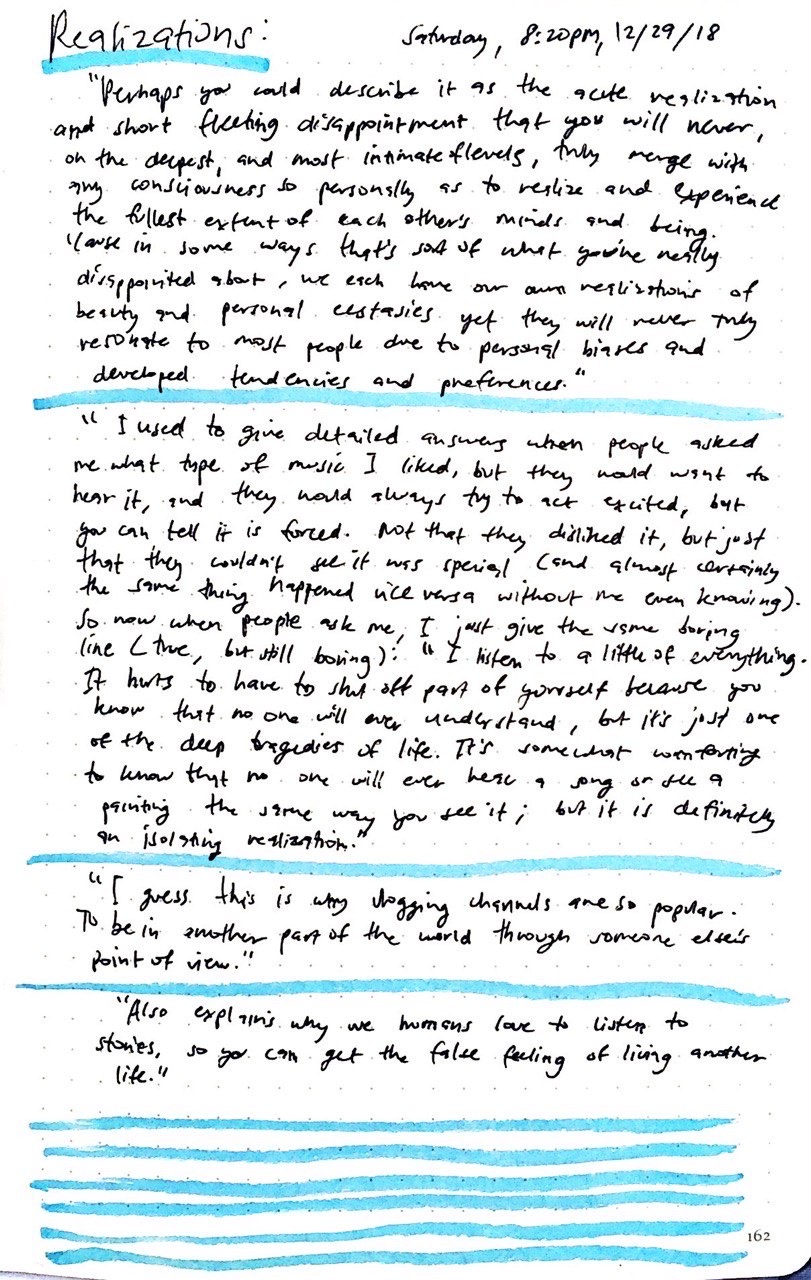 Realizations:
Saturday, 8:20pm, 12/29/18
"Perhaps you could describe it as the acute realization
and short fleeting disappointment that you will never,
on the deepest, and most intimate of levels, truly merge with
any consciousness so personally as to realize and experience
the fullest extent of each other's minds and being.
'Cause in some ways that's sort of what you're really
disappointed about, we each have our own realizations of
beauty and personal ecstasies yet they will never truly
resonate to most people due to personal biases and
developed tendencies and preferences."
"I used to give detailed answers when people asked
me what type of music I liked, but they would want to
hear it, and they would always try to act excited, but
you can tell it is forced. Not that they disliked it, but just
that they couldn't see it was special (and almost certainly
the same thing happened vice versa without me even knowing).
So now when people ask me, I just give the same boring
line (true, but still boring): "I listen to a little of everything.
It hurts to have to shut off part of yourself because you
know that no one will ever understand, but it's just one
of the deep tragedies of life. It's somewhat comforting
to know that no one will ever hear a song or see a
painting the same way you see it; but it is definitely
an isolating realization."
"I guess this is why vlogging channels are so popular.
To be in another part of the world through someone else's
point of view."
"Also explains why we humans love to listen to
stories, so you can get the false feeling of living another
life."
162